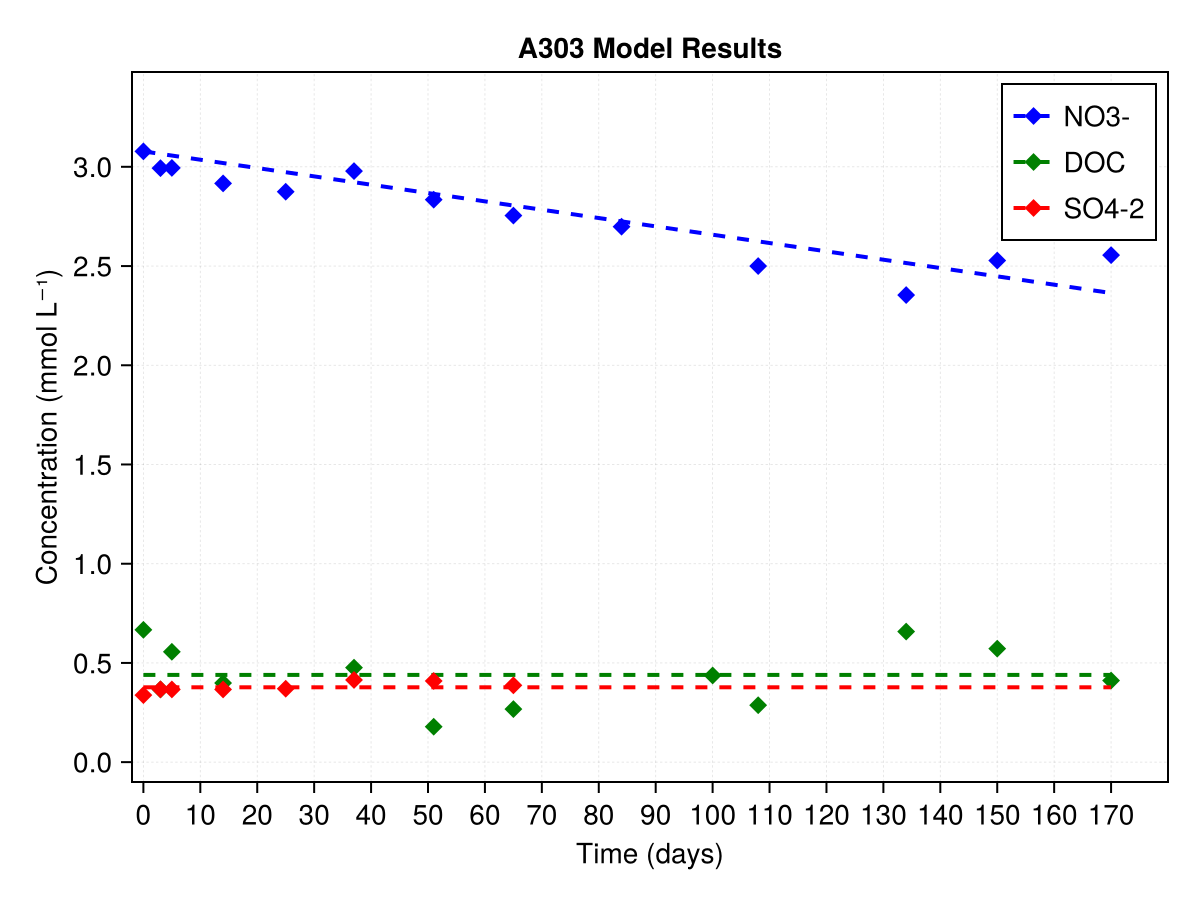 A303 Model Results
NO3-
DOC
SO4-2
3.0
2.5
2.0
1.5
1.0
0.5
0.0
Concentration (mmol L⁻¹)
0 10 20 30 40 50 60 70 80 90 100 110 120 130 140 150 160 170
Time (days)